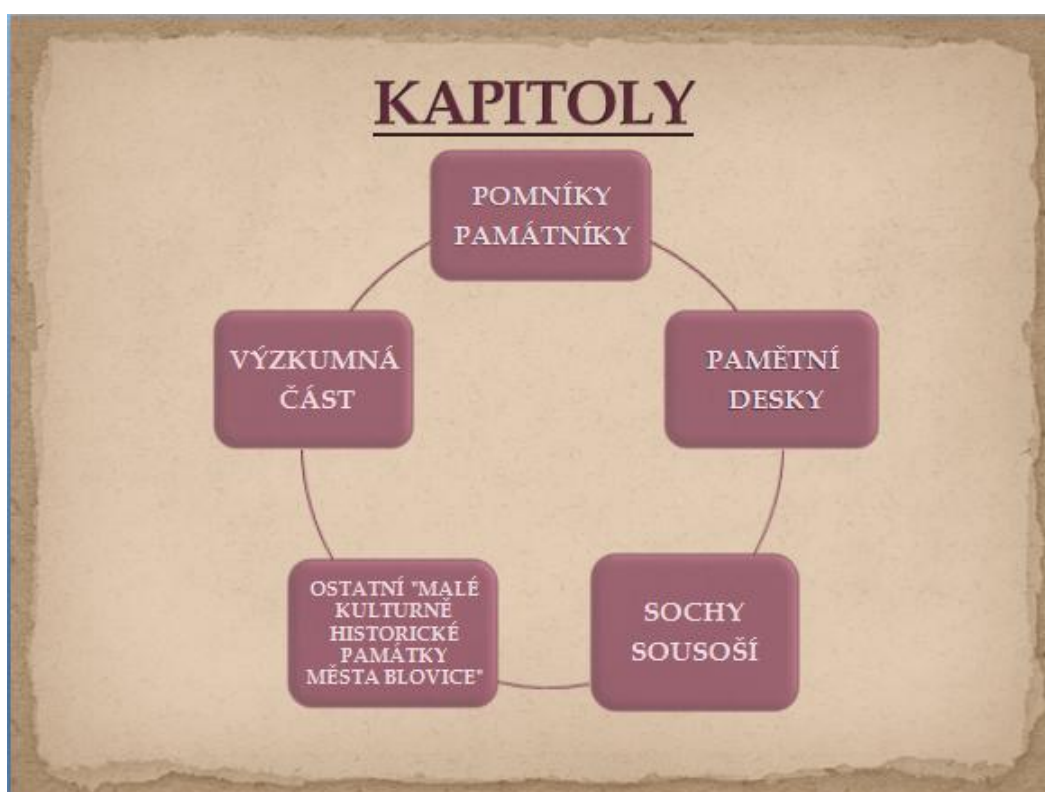 KAPITOLY
POMNÍKY
PAMÁTNÍKY
PAMĚTNÍ
DESKY
SOCHY
SOUSOŠÍ
OSTATNÍ "MALÉ
KULTURNĚ
HISTORICKÉ
PAMÁTKY
MĚSTA BLOVICE"
VÝZKUMNÁ
ČÁST